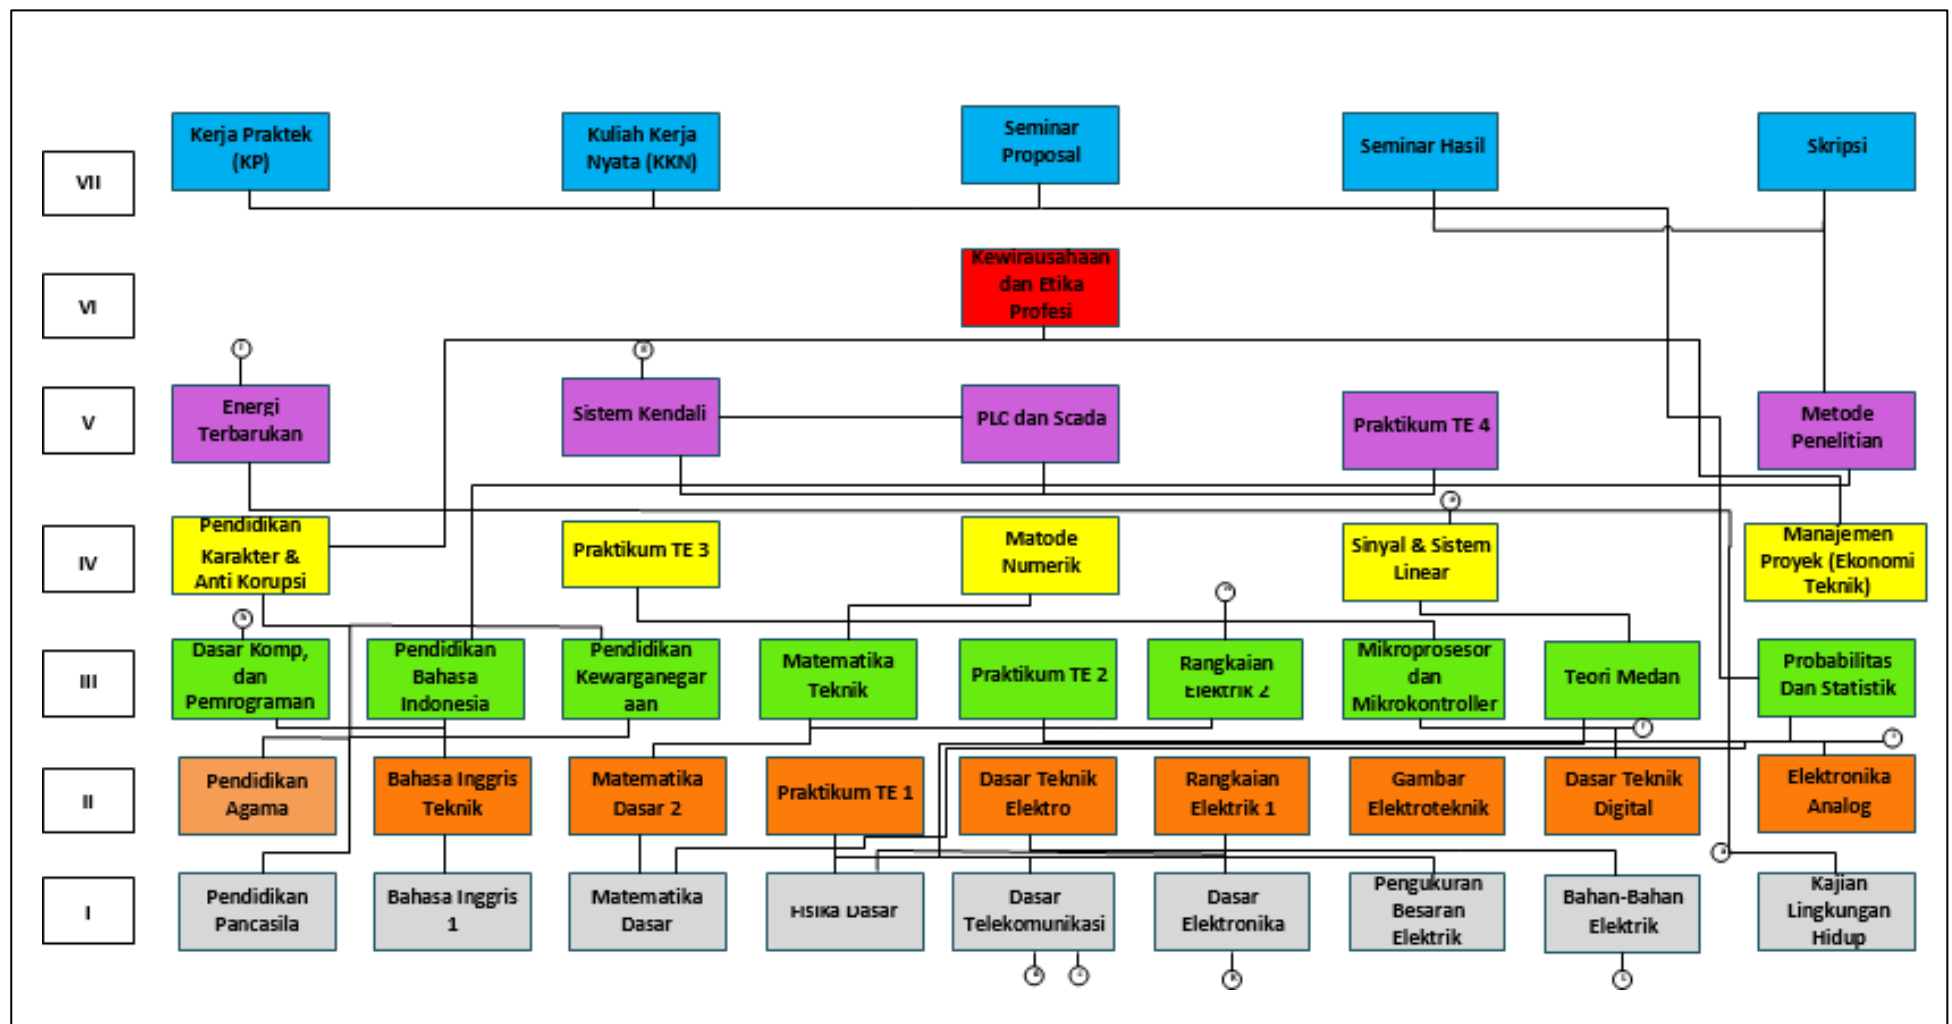 Kerja Praktek
(KP)
Kuliah Kerja
Nyata (KKN)
Seminar
Proposal
Seminar Hasil
Skripsi
VII
Kewirausahaan
dan Etika
Profesi
VI
Energi
Terbarukan
Sistem Kendali
PLC dan Scada
Praktikum TE 4
Metode
Penelitian
V
Pendidikan
Karakter &
Anti Korupsi
Praktikum TE 3
Matode
Numerik
Sinyal & Sistem
Linear
Manajemen
Proyek (Ekonomi
Teknik)
IV
Dasar Komp,
dan
Pemrograman
Pendidikan
Bahasa
Indonesia
Pendidikan
Kewarganegar
aan
Matematika
Teknik
Praktikum TE 2
Rangkaian
Elektrik 2
Mikroprosesor
dan
Mikrokontroller
Teori Medan
Probabilitas
Dan Statistik
III
Pendidikan
Agama
Bahasa Inggris
Teknik
Matematika
Dasar 2
Praktikum TE 1
Dasar Teknik
Elektro
Rangkaian
Elektrik 1
Gambar
Elektroteknik
Dasar Teknik
Digital
Elektronika
Analog
II
Pendidikan
Pancasila
Bahasa Inggris
1
Matematika
Dasar
Fisika Dasar
Dasar
Telekomunikasi
Dasar
Elektronika
Pengukuran
Besaran
Elektrik
Bahan-Bahan
Elektrik
Kajian
Lingkungan
Hidup
I